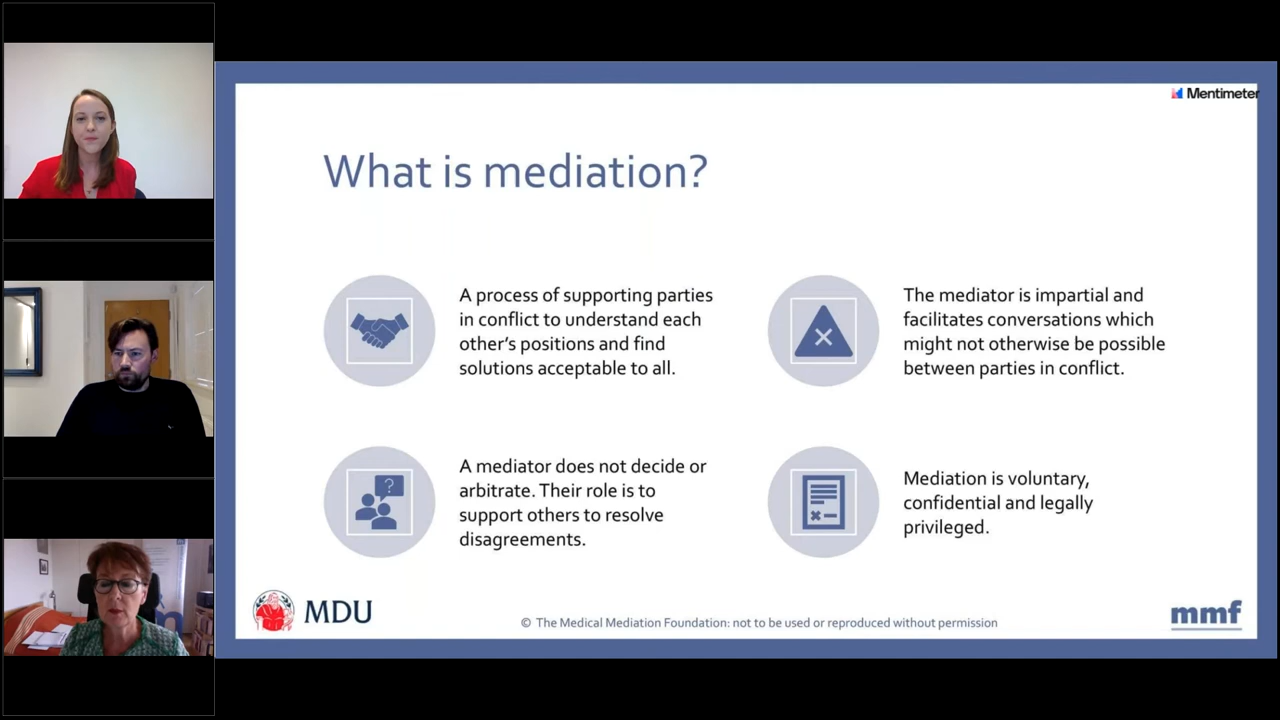 Mentimeter
What is mediation?
A process of supporting parties
in conflict to understand each
other's positions and find
solutions acceptable to all.
The mediator is impartial and
facilitates conversations which
might not otherwise be possible
between parties in conflict.
?
A mediator does not decide or
arbitrate. Their role is to
support others to resolve
disagreements.
Mediation is voluntary,
confidential and legally
privileged.
MDU
© The Medical Mediation Foundation: not to be used or reproduced without permission
mmf